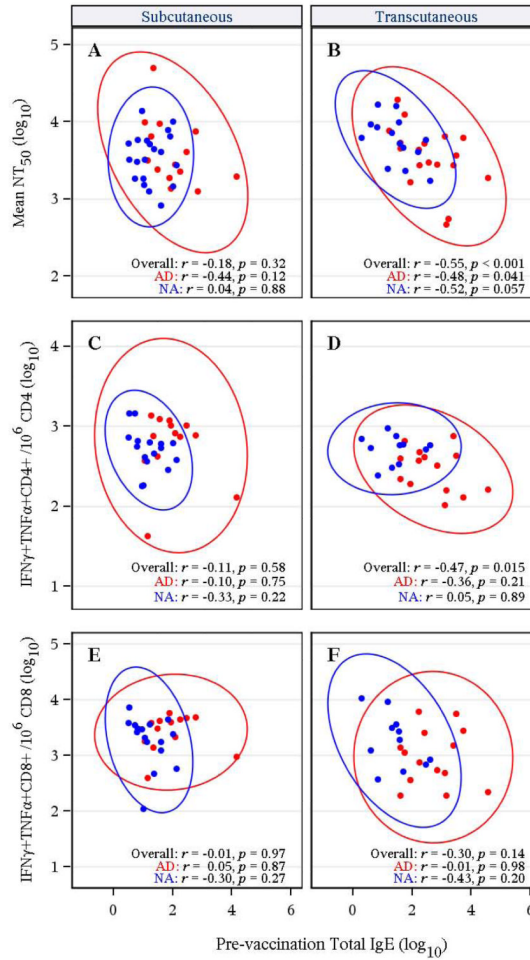 Subcutaneous Transcutaneous
A B
Mean NT50 (log10)
5
4
3
2
Overall: r = -0.18, p = 0.32
AD: r = -0.44, p = 0.12
NA: r = 0.04, p = 0.88
Overall: r = -0.55, p < 0.001
AD: r = -0.48, p = 0.041
NA: r = -0.52, p = 0.057
C D
IFNγ+TNFα+CD4+ /10^6 CD4 (log10)
4
3
2
1
Overall: r = -0.11, p = 0.58
AD: r = -0.10, p = 0.75
NA: r = -0.33, p = 0.22
Overall: r = -0.47, p = 0.015
AD: r = -0.36, p = 0.21
NA: r = 0.05, p = 0.89
E F
IFNγ+TNFα+CD8+ /10^6 CD8 (log10)
5
4
3
2
1
Overall: r = -0.01, p = 0.97
AD: r = 0.05, p = 0.87
NA: r = -0.30, p = 0.27
Overall: r = -0.30, p = 0.14
AD: r = -0.01, p = 0.98
NA: r = -0.43, p = 0.20
0 2 4 6 0 2 4 6
Pre-vaccination Total IgE (log10)